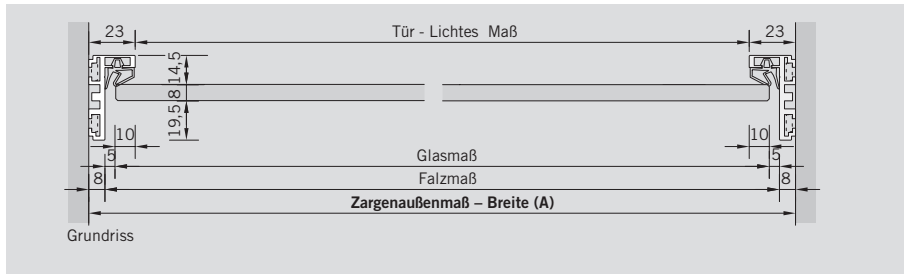 23 Tür - Lichtes Maß 23
14,5
8
19,5
10 10
5 Glasmaß 5
8 Falzmaß 8
Zargenaußenmaß – Breite (A)
Grundriss